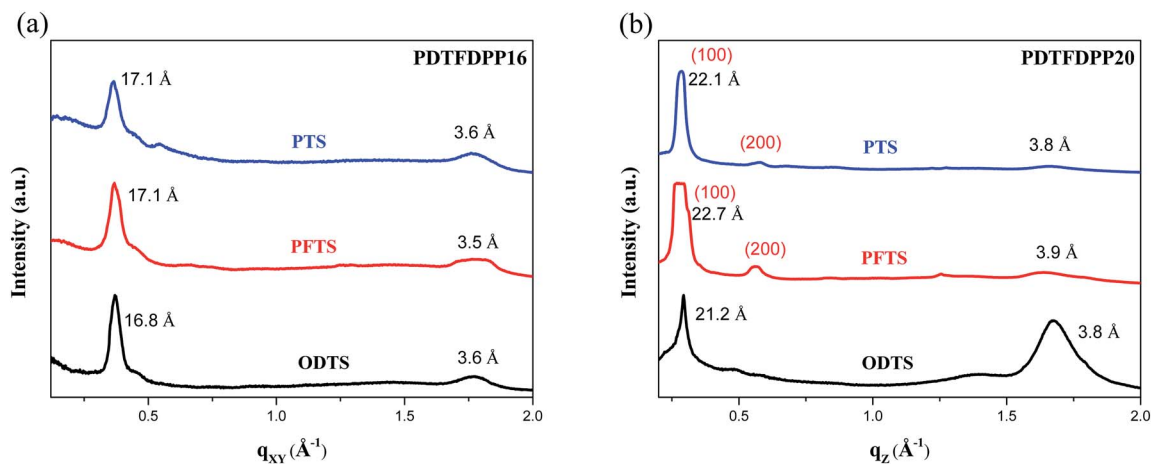 (a)
PDTFDPP16
17.1 Å
PTS
3.6 Å
17.1 Å
PFTS
3.5 Å
16.8 Å
ODTS
3.6 Å
Intensity (a.u.)
0.5 1.0 1.5 2.0
qXY (Å-1)
(b)
PDTFDPP20
(100)
22.1 Å
(200)
PTS
3.8 Å
(100)
22.7 Å
(200)
PFTS
3.9 Å
21.2 Å
ODTS
3.8 Å
Intensity (a.u.)
0.5 1.0 1.5 2.0
qZ (Å-1)